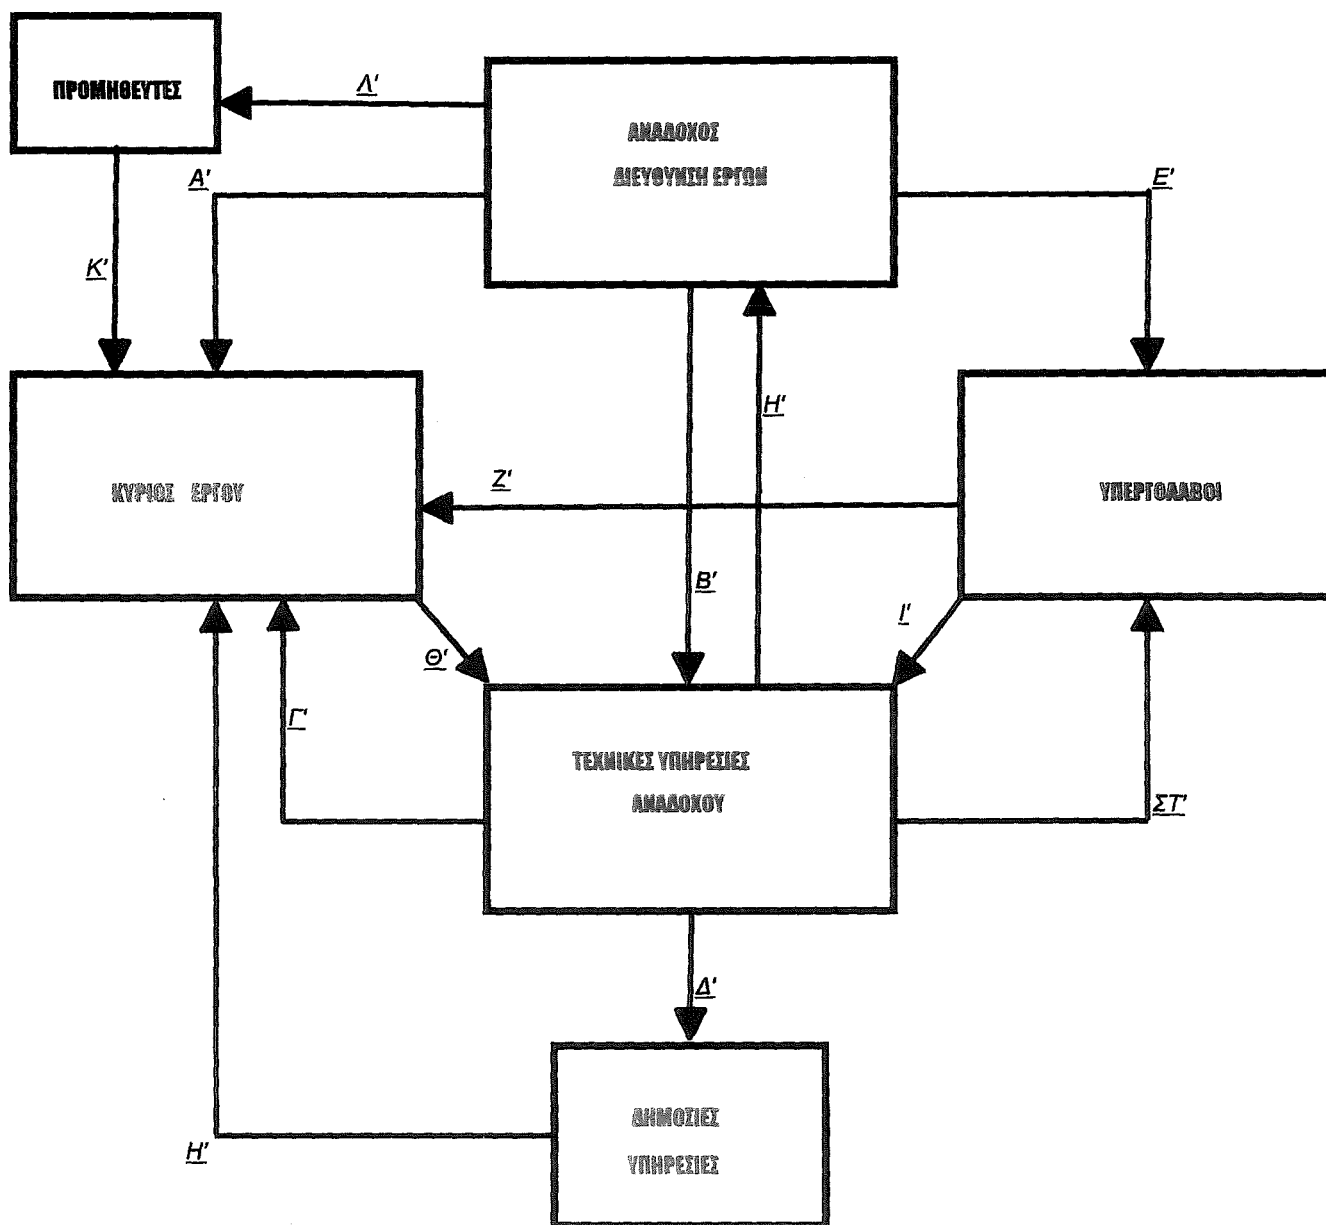 ΠΡΟΜΗΘΕΥΤΕΣ
Λ'
ΑΝΑΔΟΧΟΣ
ΔΙΕΥΘΥΝΣΗ ΕΡΓΩΝ
Α'
Ε'
Κ'
Η'
ΚΥΡΙΟΣ ΕΡΓΟΥ
Ζ'
ΥΠΕΡΓΟΛΑΒΟΙ
Β'
Ι'
Θ'
Γ'
ΤΕΧΝΙΚΕΣ ΥΠΗΡΕΣΙΕΣ
ΑΝΑΔΟΧΟΥ
ΣΤ'
Δ'
ΔΗΜΟΣΙΕΣ
Η'
ΥΠΗΡΕΣΙΕΣ